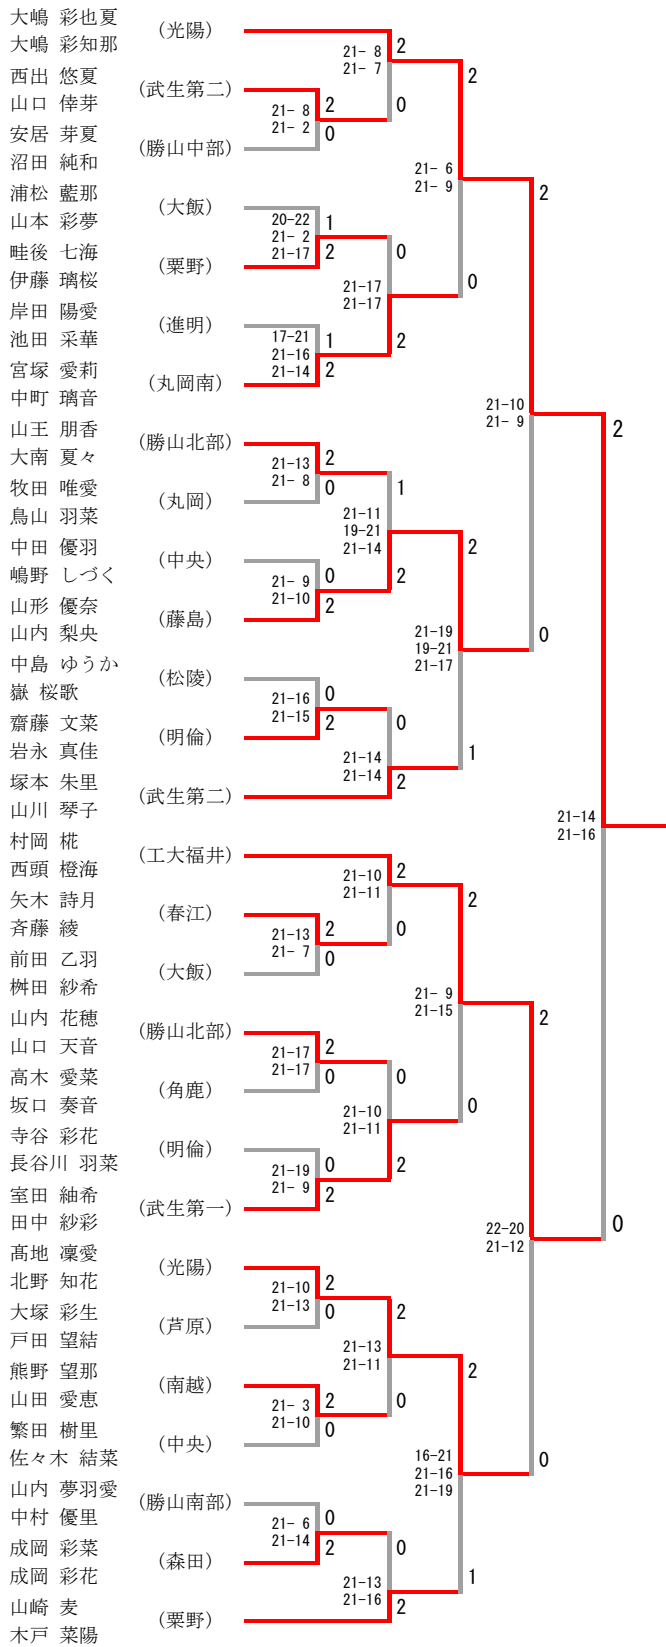 大嶋 彩也夏
大嶋 彩知那
(光陽)
西出 悠夏
山口 倖芽
(武生第二)
安居 芽夏
沼田 純和
(勝山中部)
浦松 藍那
山本 彩夢
(大飯)
畦後 七海
伊藤 璃桜
(粟野)
岸田 陽愛
池田 采華
(進明)
宮塚 愛莉
中町 璃音
(丸岡南)
山王 朋香
大南 夏々
(勝山北部)
牧田 唯愛
鳥山 羽菜
(丸岡)
中田 優羽
嶋野 しづく
(中央)
山形 優奈
山内 梨央
(藤島)
中島 ゆうか
嶽 桜歌
(松陵)
齋藤 文菜
岩永 真佳
(明倫)
塚本 朱里
山川 琴子
(武生第二)
村岡 椛
西頭 橙海
(工大福井)
矢木 詩月
斉藤 綾
(春江)
前田 乙羽
桝田 紗希
(大飯)
山内 花穂
山口 天音
(勝山北部)
高木 愛菜
坂口 奏音
(角鹿)
寺谷 彩花
長谷川 羽菜
(明倫)
室田 紬希
田中 紗彩
(武生第一)
髙地 凜愛
北野 知花
(光陽)
大塚 彩生
戸田 望結
(芦原)
熊野 望那
山田 愛恵
(南越)
繁田 樹里
佐々木 結菜
(中央)
山内 夢羽愛
中村 優里
(勝山南部)
成岡 彩菜
成岡 彩花
(森田)
山崎 麦
木戸 菜陽
(粟野)
21- 8
21- 2
2
0
20-22
21- 2
21-17
1
2
17-21
21-16
21-14
1
2
21-13
21- 8
2
0
21- 9
21-10
0
2
21-16
21-15
0
2
21-13
21- 7
2
0
21-17
21-17
2
0
21-19
21- 9
0
2
21-10
21-13
2
0
21- 3
21-10
2
0
21- 6
21-14
0
2
21- 8
21- 7
2
0
21-17
21-17
0
2
21-11
19-21
21-14
1
2
21-14
21-14
0
2
21-10
21-11
2
0
21-10
21-11
0
2
21-13
21-11
2
0
21-13
21-16
0
2
21- 6
21- 9
2
0
21-19
19-21
21-17
2
1
21- 9
21-15
2
0
16-21
21-16
21-19
2
1
21-10
21- 9
2
0
22-20
21-12
2
0
21-14
21-16
2
0